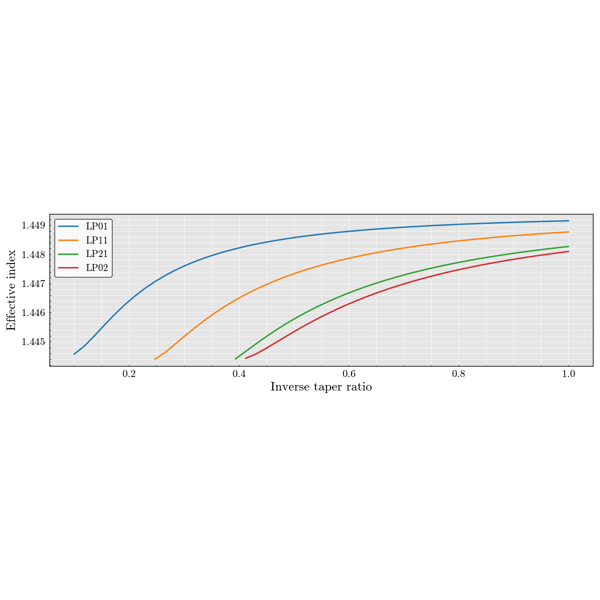 1.449
1.448
1.447
1.446
1.445
Effective index
LP01
LP11
LP21
LP02
0.2 0.4 0.6 0.8 1.0
Inverse taper ratio